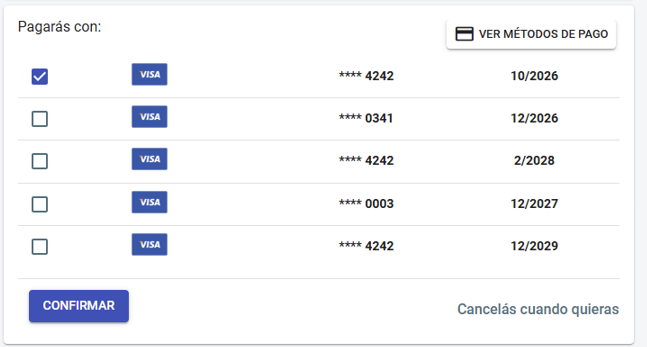 Pagarás con:
VER MÉTODOS DE PAGO
VISA **** 4242 10/2026
VISA **** 0341 12/2026
VISA **** 4242 2/2028
VISA **** 0003 12/2027
VISA **** 4242 12/2029
CONFIRMAR
Cancelás cuando quieras